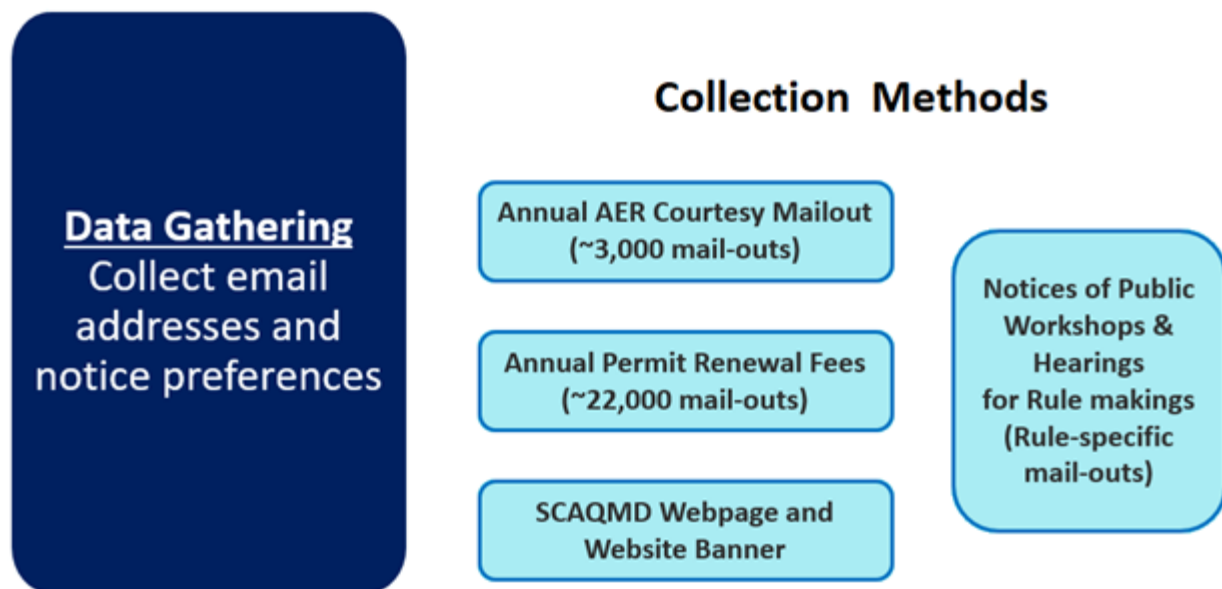 Data Gathering
Collect email
addresses and
notice preferences
Collection Methods
Annual AER Courtesy Mailout
(~3,000 mail-outs)
Annual Permit Renewal Fees
(~22,000 mail-outs)
SCAQMD Webpage and
Website Banner
Notices of Public
Workshops &
Hearings
for Rule makings
(Rule-specific
mail-outs)